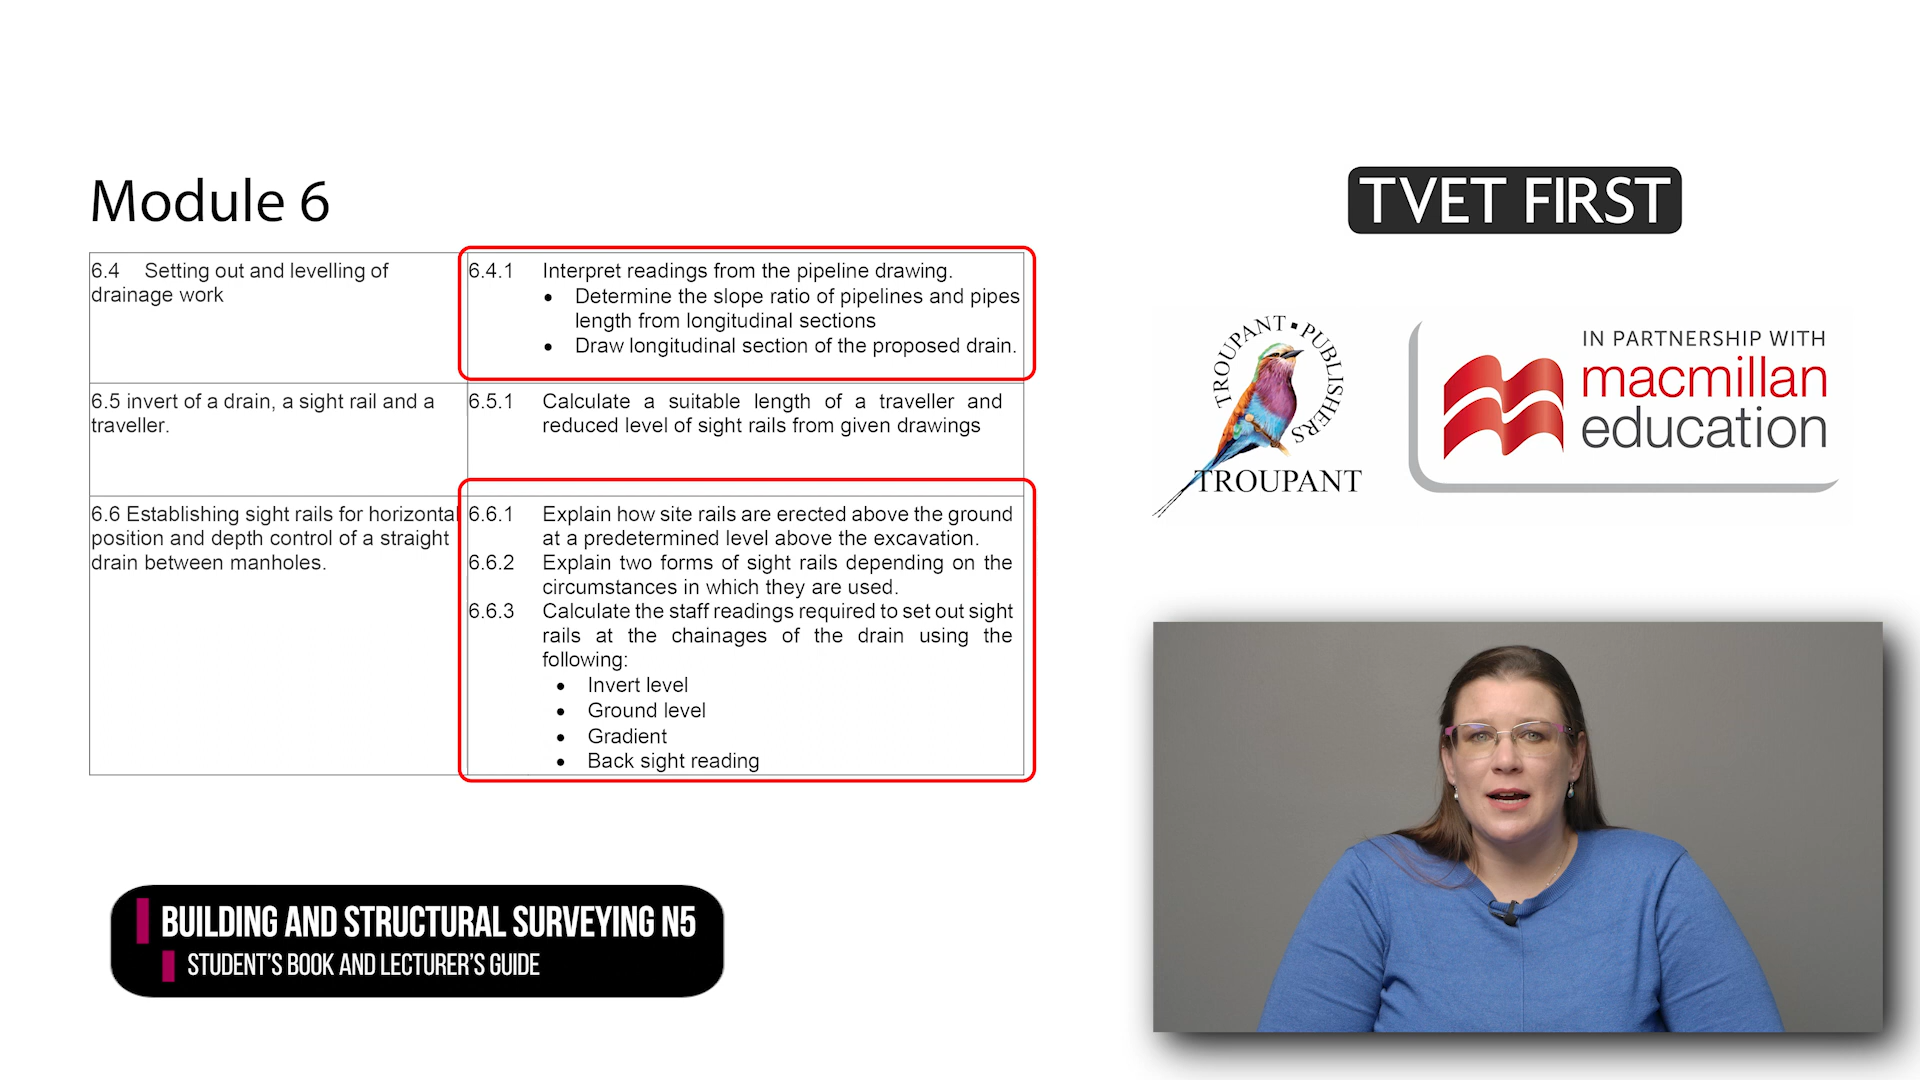 Module 6
6.4 Setting out and levelling of
drainage work
6.4.1 Interpret readings from the pipeline drawing.
• Determine the slope ratio of pipelines and pipes
length from longitudinal sections
• Draw longitudinal section of the proposed drain.
6.5 invert of a drain, a sight rail and a
traveller.
6.5.1 Calculate a suitable length of a traveller and
reduced level of sight rails from given drawings
6.6 Establishing sight rails for horizontal
position and depth control of a straight
drain between manholes.
6.6.1 Explain how site rails are erected above the ground
at a predetermined level above the excavation.
6.6.2 Explain two forms of sight rails depending on the
circumstances in which they are used.
6.6.3 Calculate the staff readings required to set out sight
rails at the chainages of the drain using the
following:
• Invert level
• Ground level
• Gradient
• Back sight reading
TVET FIRST
TROUPANT ▪ PUBLISHERS
TROUPANT
IN PARTNERSHIP WITH
macmillan
education
BUILDING AND STRUCTURAL SURVEYING N5
STUDENT'S BOOK AND LECTURER'S GUIDE